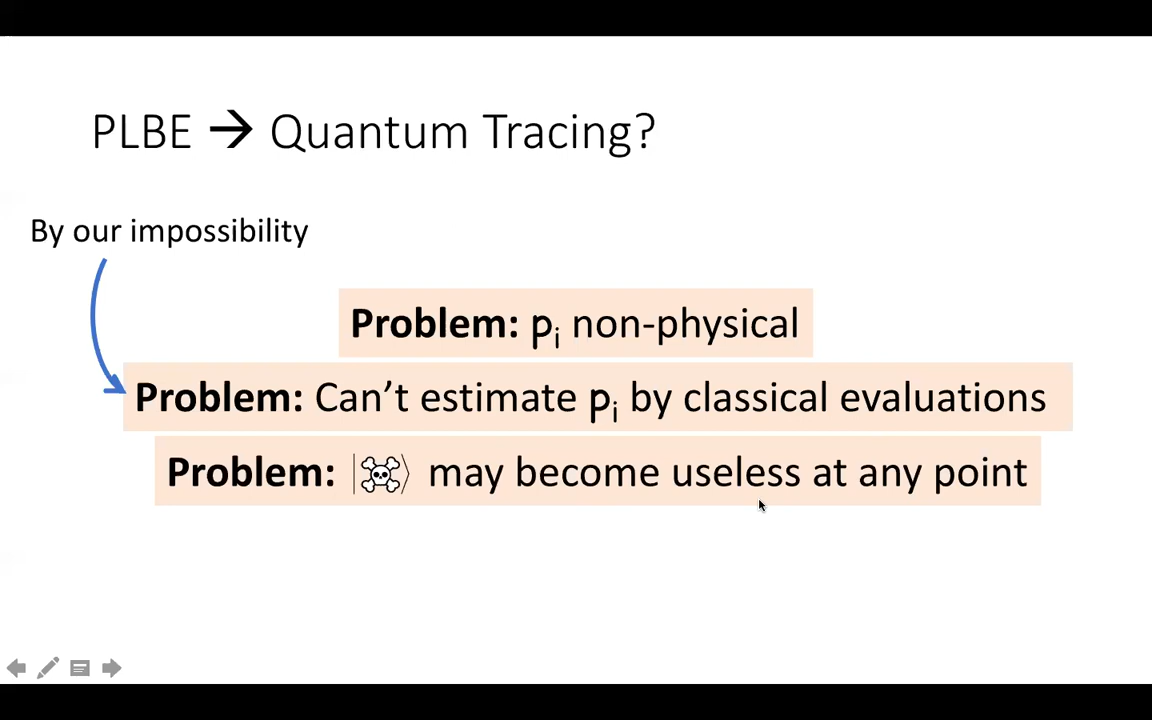 PLBE → Quantum Tracing?
By our impossibility
Problem: pᵢ non-physical
Problem: Can’t estimate pᵢ by classical evaluations
Problem: |☠⟩ may become useless at any point